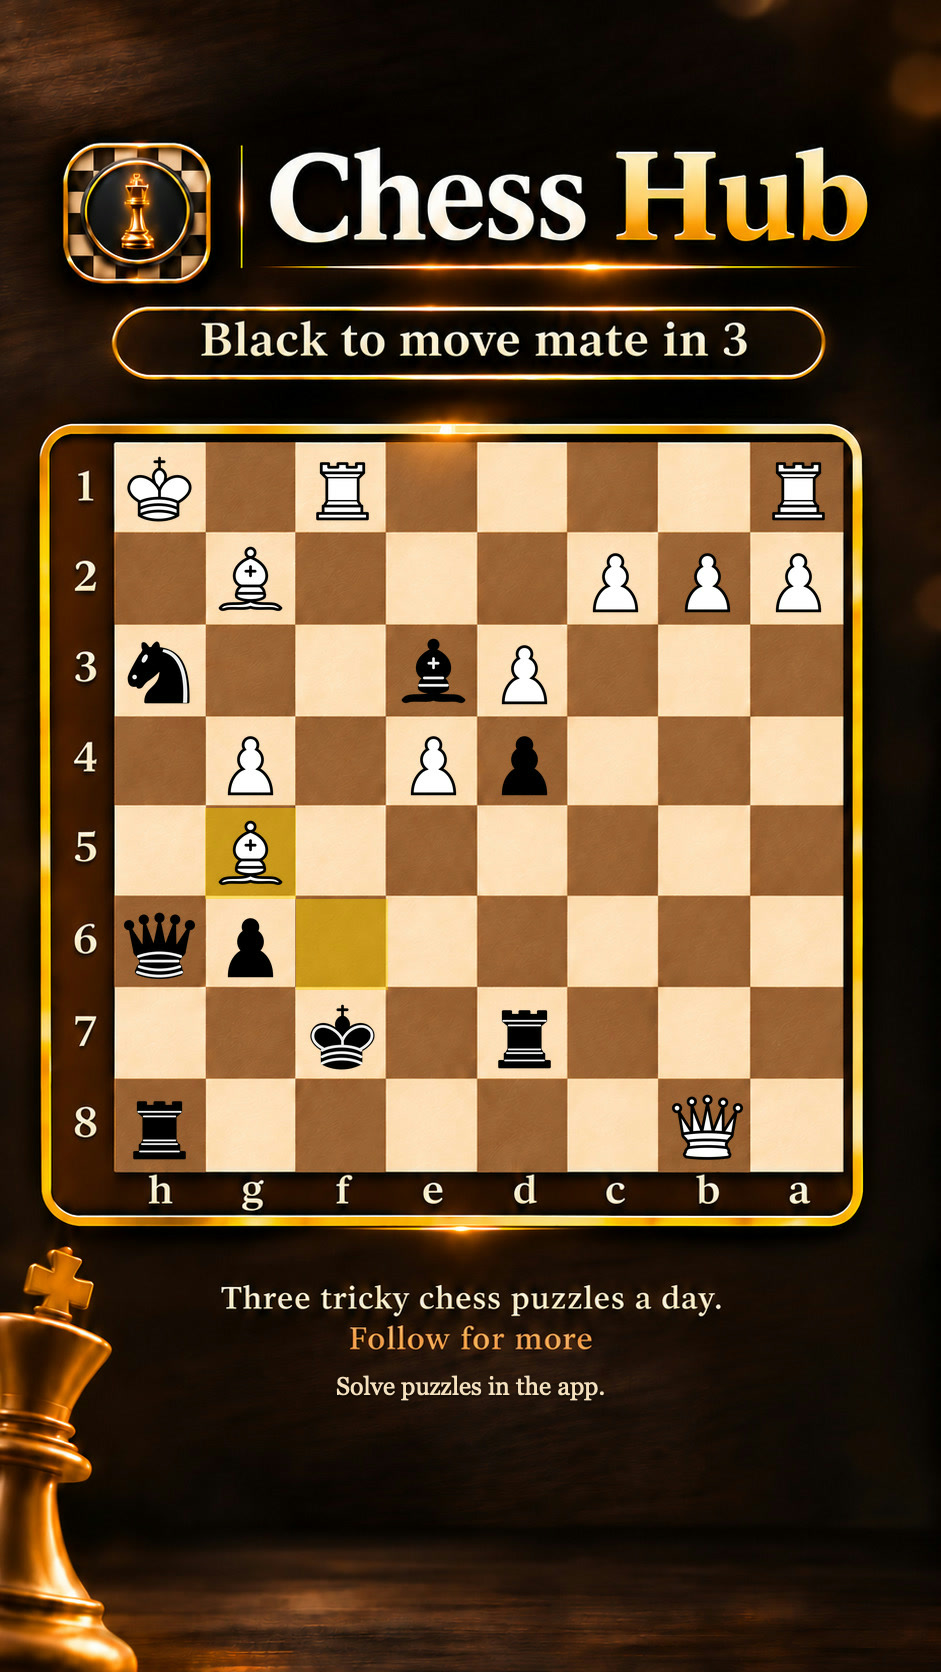 Chess Hub
Black to move mate in 3
1
2
3
4
5
6
7
8
h g f e d c b a
Three tricky chess puzzles a day.
Follow for more
Solve puzzles in the app.